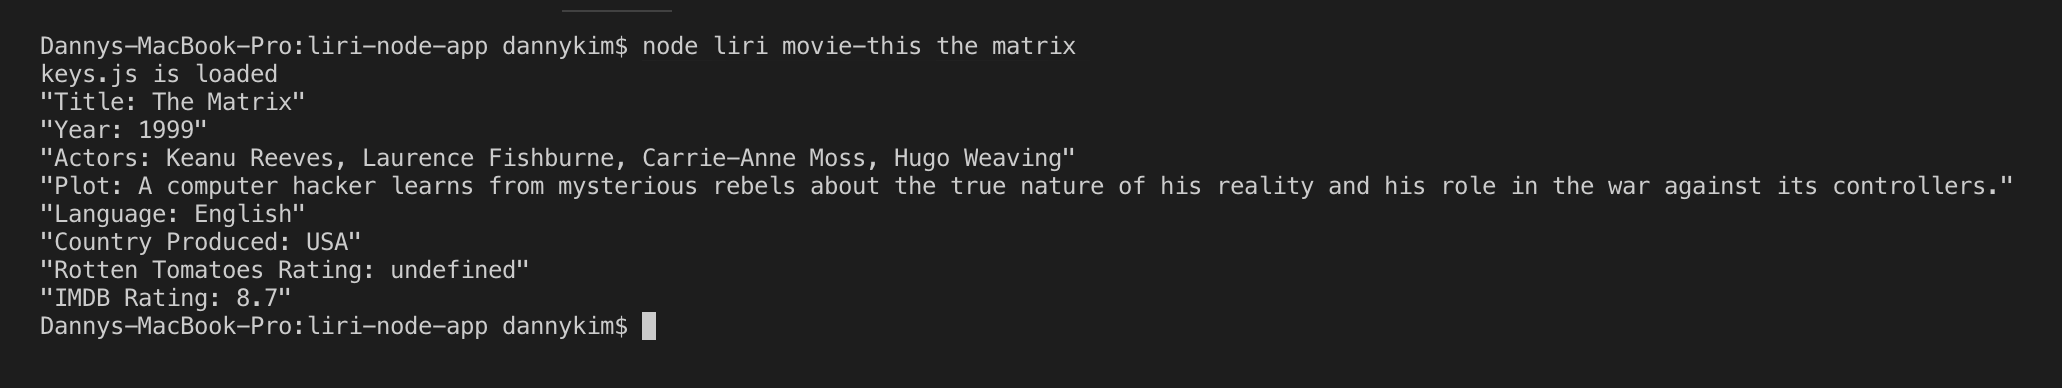 Dannys-MacBook-Pro:liri-node-app dannykim$ node liri movie-this the matrix
keys.js is loaded
"Title: The Matrix"
"Year: 1999"
"Actors: Keanu Reeves, Laurence Fishburne, Carrie-Anne Moss, Hugo Weaving"
"Plot: A computer hacker learns from mysterious rebels about the true nature of his reality and his role in the war against its controllers."
"Language: English"
"Country Produced: USA"
"Rotten Tomatoes Rating: undefined"
"IMDB Rating: 8.7"
Dannys-MacBook-Pro:liri-node-app dannykim$